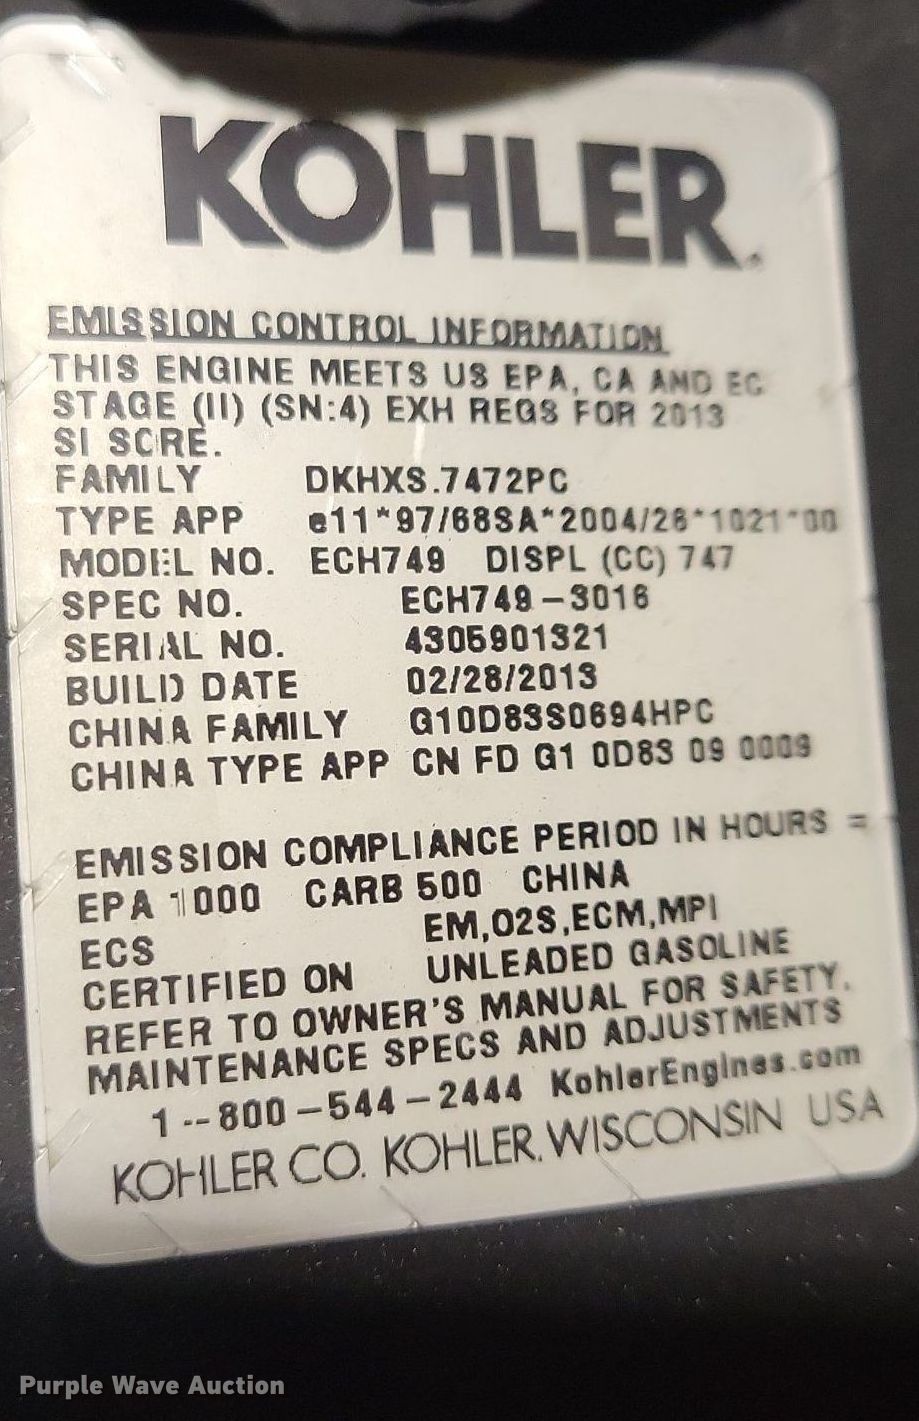 KOHLER.
EMISSION CONTROL INFORMATION
THIS ENGINE MEETS US EPA, CA AND EC
STAGE (II) (SN:4) EXH REGS FOR 2013
SI SORE.
FAMILY DKHXS.7472PC
TYPE APP e11*97/68SA*2004/26*1021*00
MODEL NO. ECH749 DISPL (CC) 747
SPEC NO. ECH749-3016
SERIAL NO. 4305901321
BUILD DATE 02/28/2013
CHINA FAMILY G10D83S0694HPC
CHINA TYPE APP CN FD G1 0D83 09 0009
EMISSION COMPLIANCE PERIOD IN HOURS =
EPA 1000 CARB 500 CHINA
ECS EM,O2S,ECM,MPI
CERTIFIED ON UNLEADED GASOLINE
REFER TO OWNER'S MANUAL FOR SAFETY.
MAINTENANCE SPECS AND ADJUSTMENTS
1-800-544-2444 KohlerEngines.com
KOHLER CO. KOHLER, WISCONSIN USA
Purple Wave Auction